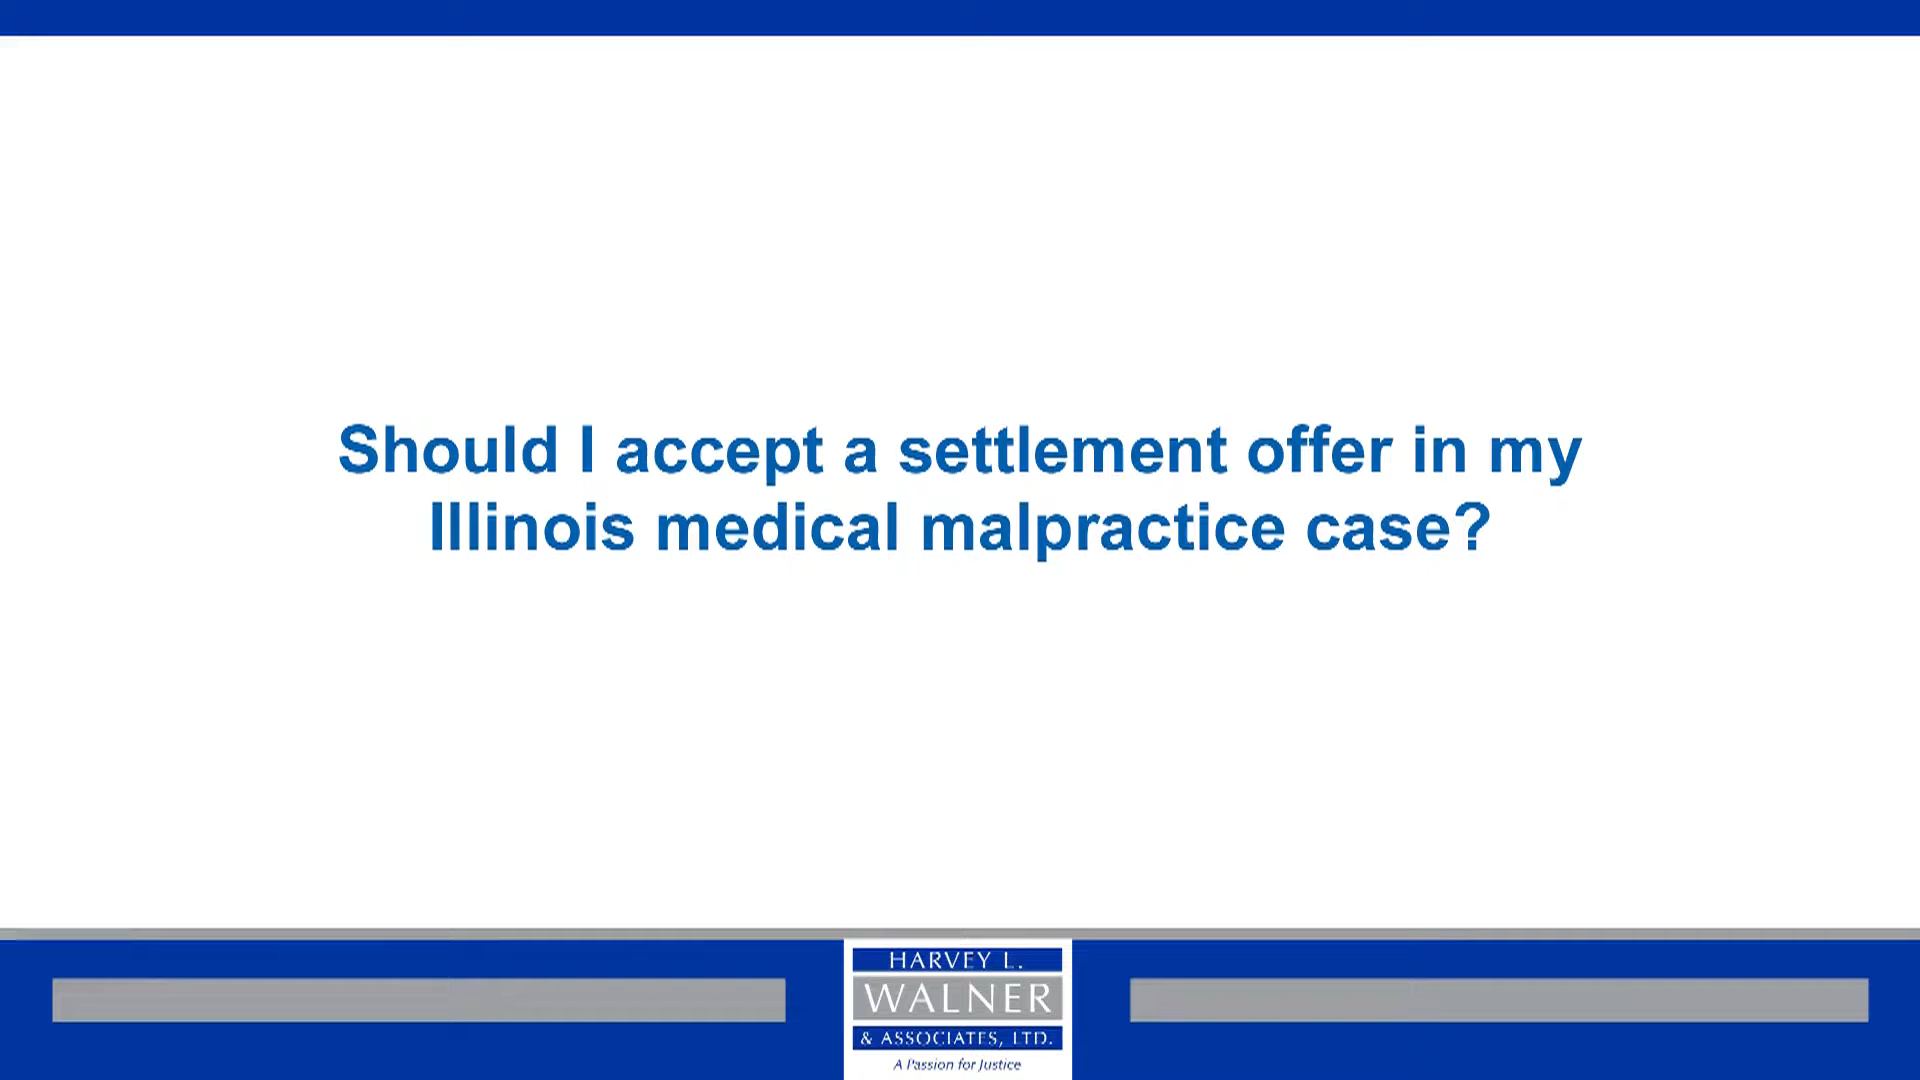 Should I accept a settlement offer in my
Illinois medical malpractice case?
HARVEY L.
WALNER
& ASSOCIATES, LTD.
A Passion for Justice